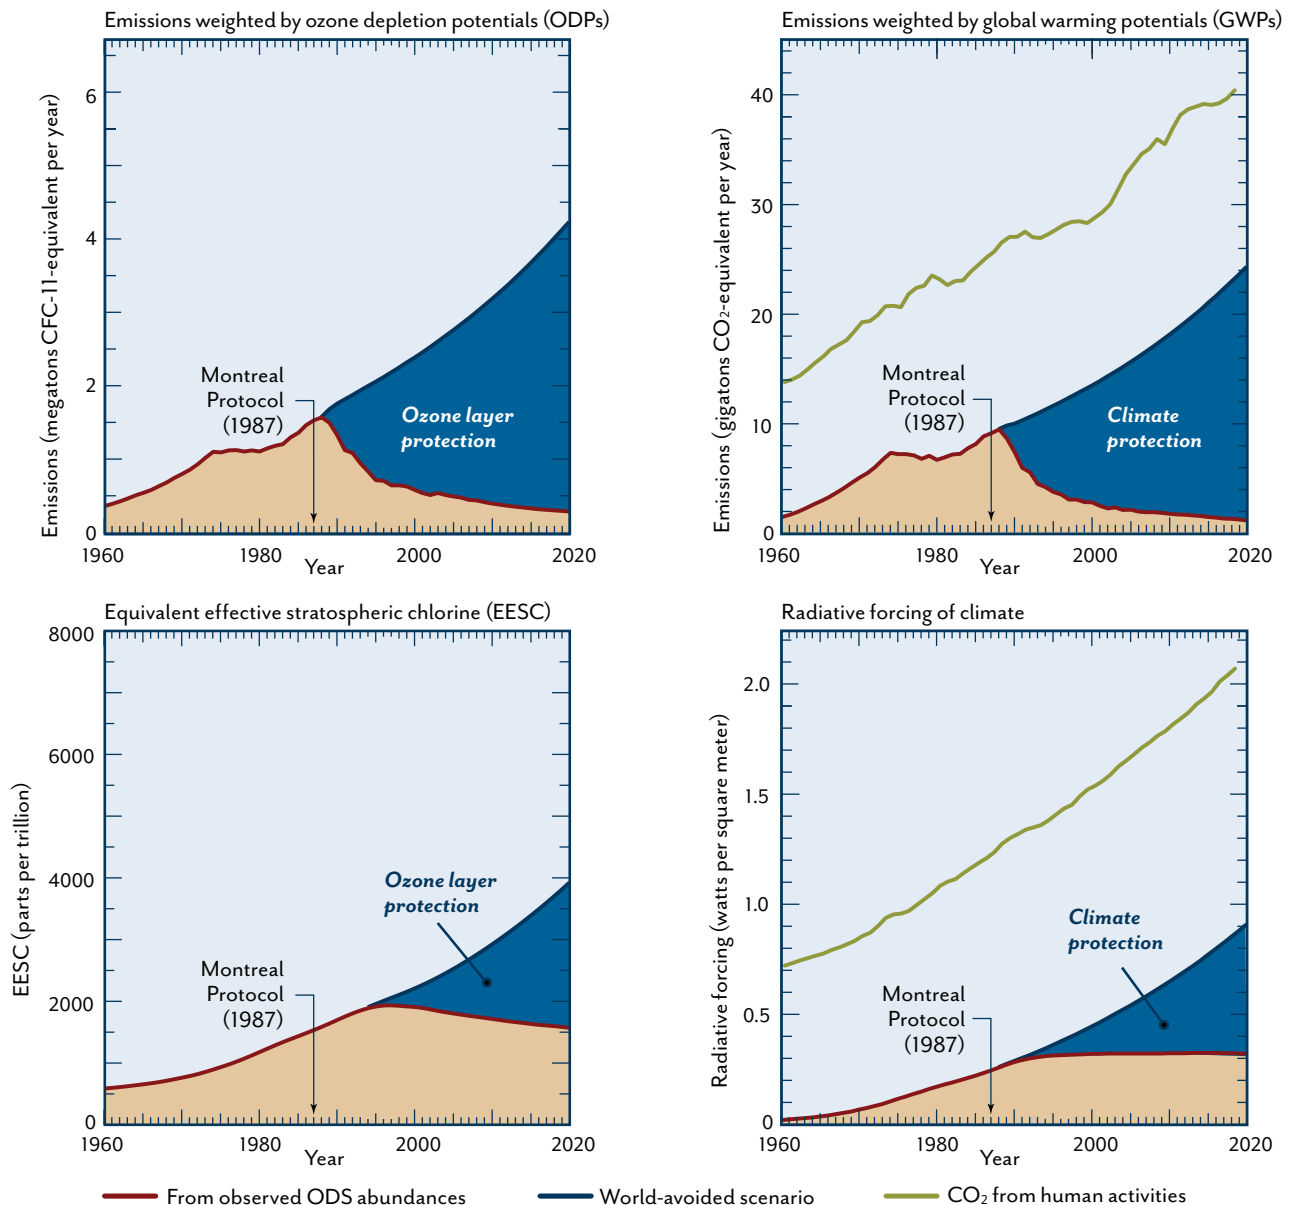 Emissions weighted by ozone depletion potentials (ODPs)
Emissions (megatons CFC-11-equivalent per year)
6
4
2
0
Montreal
Protocol
(1987)
Ozone layer
protection
1960
1980
2000
2020
Year
Emissions weighted by global warming potentials (GWPs)
Emissions (gigatons CO₂-equivalent per year)
40
30
20
10
0
Montreal
Protocol
(1987)
Climate
protection
1960
1980
2000
2020
Year
Equivalent effective stratospheric chlorine (EESC)
EESC (parts per trillion)
8000
6000
4000
2000
0
Ozone layer
protection
Montreal
Protocol
(1987)
1960
1980
2000
2020
Year
Radiative forcing of climate
Radiative forcing (watts per square meter)
2.0
1.5
1.0
0.5
0
Climate
protection
Montreal
Protocol
(1987)
1960
1980
2000
2020
Year
From observed ODS abundances
World-avoided scenario
CO₂ from human activities